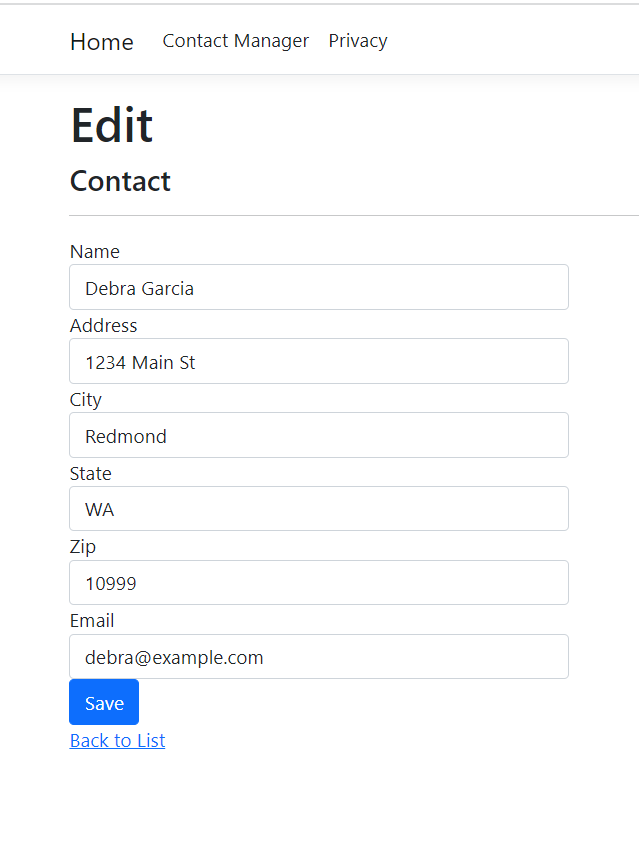 Home Contact Manager Privacy
Edit
Contact
Name
Debra Garcia
Address
1234 Main St
City
Redmond
State
WA
Zip
10999
Email
debra@example.com
Save
Back to List